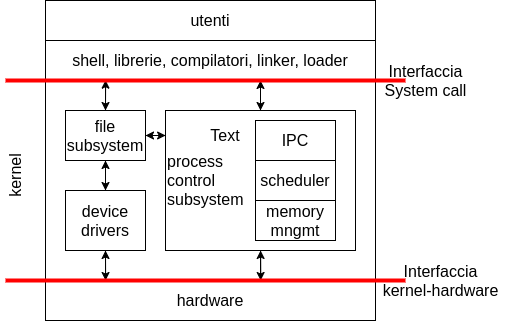 utenti
shell, librerie, compilatori, linker, loader
Interfaccia
System call
kernel
file
subsystem
Text
process
control
subsystem
IPC
scheduler
memory
mngmt
device
drivers
Interfaccia
kernel-hardware
hardware